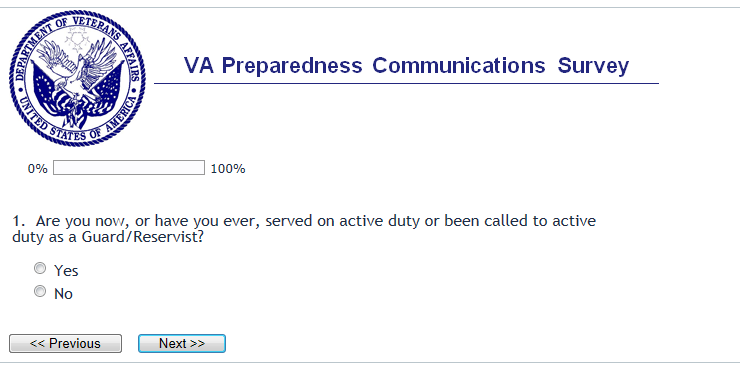 DEPARTMENT OF VETERANS AFFAIRS
UNITED STATES OF AMERICA
VA Preparedness Communications Survey
0% 100%
1. Are you now, or have you ever, served on active duty or been called to active
duty as a Guard/Reservist?
Yes
No
<< Previous Next >>